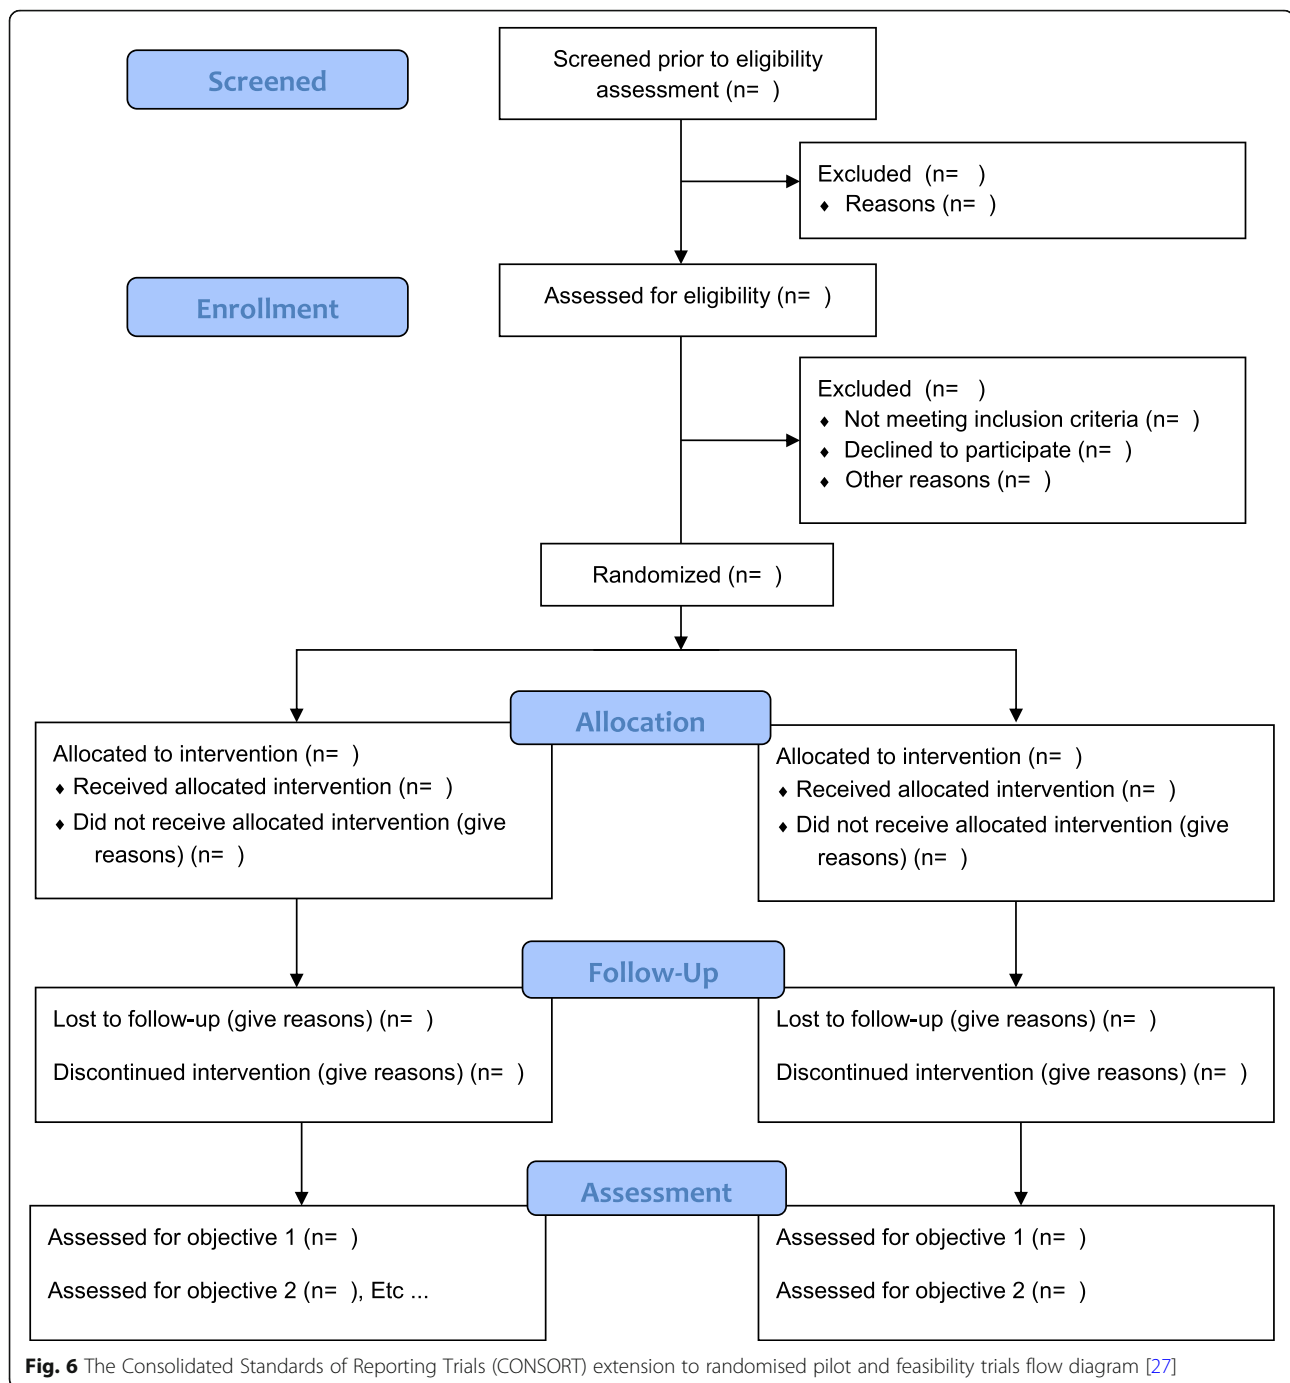 Screened
Screened prior to eligibility
assessment (n=  )
Excluded  (n=   )
♦ Reasons (n=  )
Enrollment
Assessed for eligibility (n=  )
Excluded  (n=   )
♦ Not meeting inclusion criteria (n=  )
♦ Declined to participate (n=  )
♦ Other reasons (n=  )
Randomized (n=  )
Allocation
Allocated to intervention (n=  )
♦ Received allocated intervention (n=  )
♦ Did not receive allocated intervention (give
reasons) (n=  )
Allocated to intervention (n=  )
♦ Received allocated intervention (n=  )
♦ Did not receive allocated intervention (give
reasons) (n=  )
Follow-Up
Lost to follow-up (give reasons) (n=  )
Discontinued intervention (give reasons) (n=  )
Lost to follow-up (give reasons) (n=  )
Discontinued intervention (give reasons) (n=  )
Assessment
Assessed for objective 1 (n=  )
Assessed for objective 2 (n=  ), Etc ...
Assessed for objective 1 (n=  )
Assessed for objective 2 (n=  )
Fig. 6 The Consolidated Standards of Reporting Trials (CONSORT) extension to randomised pilot and feasibility trials flow diagram [27]